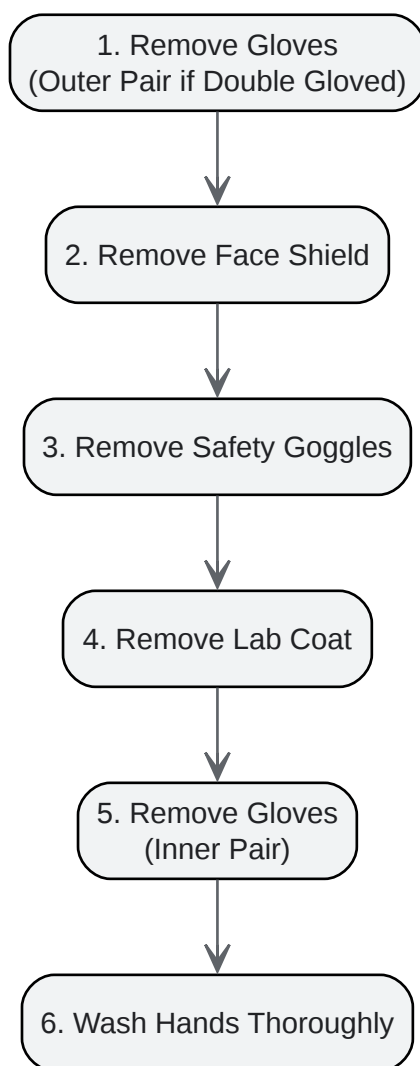 1. Remove Gloves
(Outer Pair if Double Gloved)
2. Remove Face Shield
3. Remove Safety Goggles
4. Remove Lab Coat
5. Remove Gloves
(Inner Pair)
6. Wash Hands Thoroughly